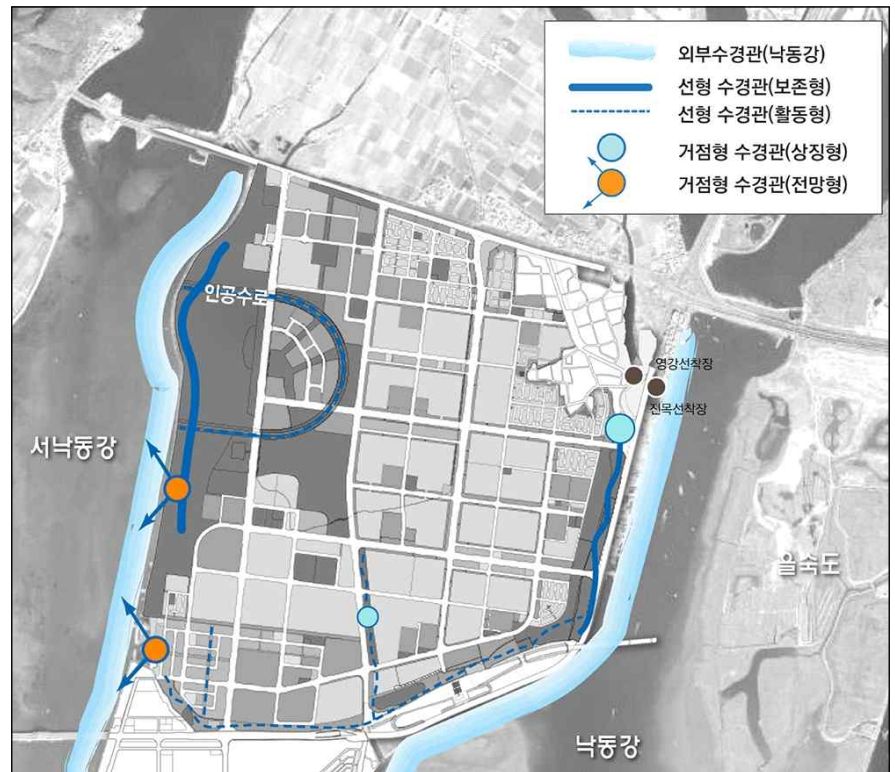 외부수경관(낙동강)
선형 수경관(보존형)
선형 수경관(활동형)
거점형 수경관(상징형)
거점형 수경관(전망형)
인공수로
영강선착장
진목선착장
서낙동강
을숙도
낙동강